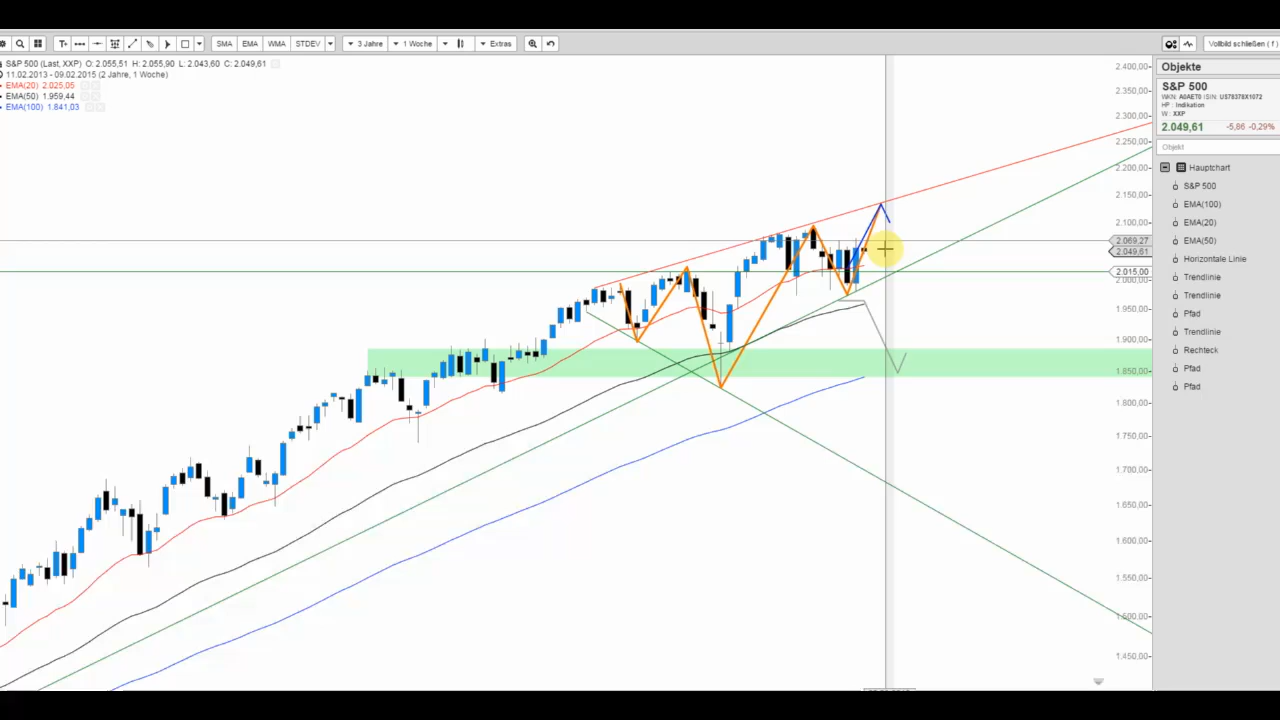 SMA EMA WMA STDEV 3 Jahre 1 Woche Extras Vollbild schließen ( f )
S&P 500 (Last, XXP) O: 2.055,51 H: 2.055,90 L: 2.043,60 C: 2.049,61
11.02.2013 - 09.02.2015 (2 Jahre, 1 Woche)
EMA(20) 2.025,05
EMA(50) 1.959,44
EMA(100) 1.841,03
2.400,00
2.350,00
2.300,00
2.250,00
2.200,00
2.150,00
2.100,00
2.069,27
2.049,61
2.015,00
2.000,00
1.950,00
1.900,00
1.850,00
1.800,00
1.750,00
1.700,00
1.650,00
1.600,00
1.550,00
1.500,00
1.450,00
Objekte
S&P 500
WKN: A0AET0 ISIN: US78378X1072
HP : Indikation
W : XXP
2.049,61 -5,86 -0,29%
Objekt
Hauptchart
S&P 500
EMA(100)
EMA(20)
EMA(50)
Horizontale Linie
Trendlinie
Trendlinie
Pfad
Trendlinie
Rechteck
Pfad
Pfad